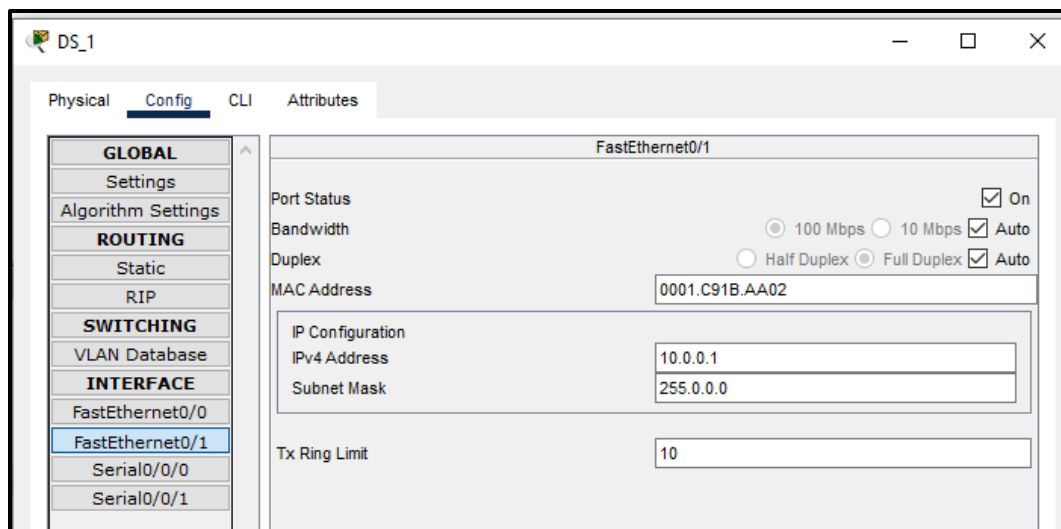 DS_1
Physical Config CLI Attributes
GLOBAL
Settings
Algorithm Settings
ROUTING
Static
RIP
SWITCHING
VLAN Database
INTERFACE
FastEthernet0/0
FastEthernet0/1
Serial0/0/0
Serial0/0/1
FastEthernet0/1
Port Status On
Bandwidth 100 Mbps 10 Mbps Auto
Duplex Half Duplex Full Duplex Auto
MAC Address 0001.C91B.AA02
IP Configuration
IPv4 Address 10.0.0.1
Subnet Mask 255.0.0.0
Tx Ring Limit 10